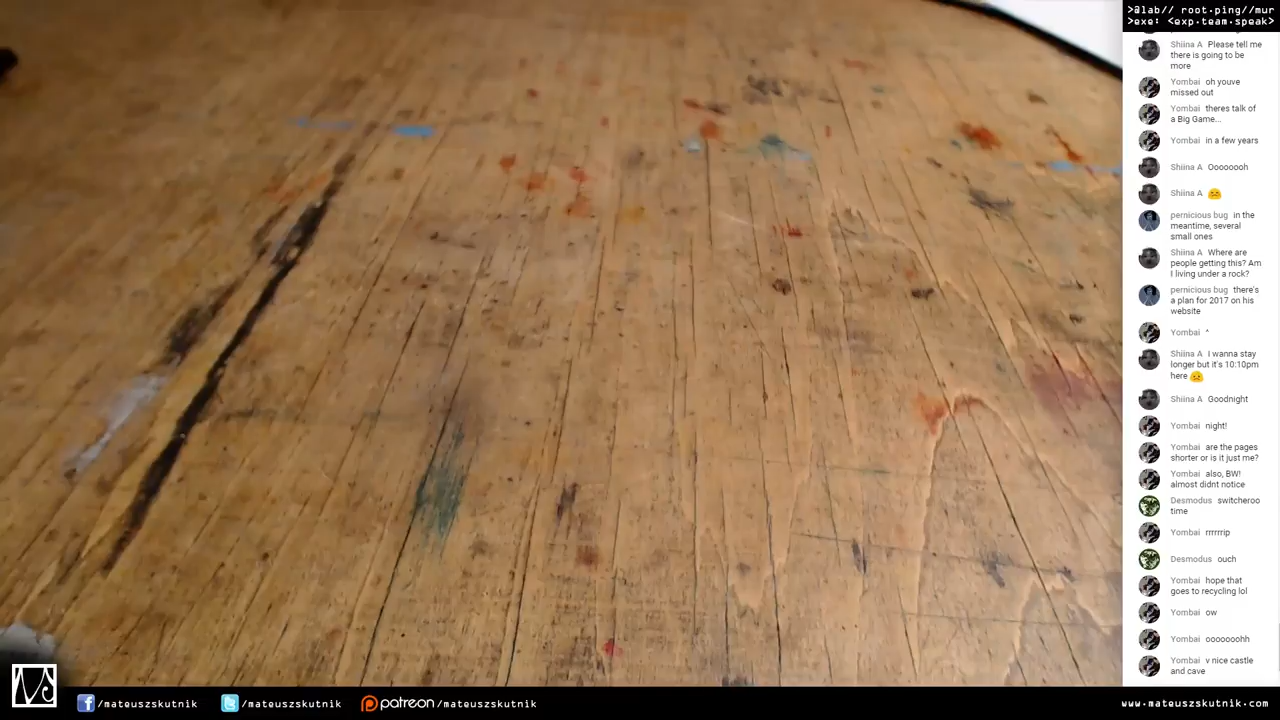 >@lab// root.ping//mur
>exe: <exp.team.speak>
Shiina A Please tell me
there is going to be
more
Yombai oh youve
missed out
Yombai theres talk of
a Big Game...
Yombai in a few years
Shiina A Oooooooh
Shiina A
pernicious bug in the
meantime, several
small ones
Shiina A Where are
people getting this? Am
I living under a rock?
pernicious bug there's
a plan for 2017 on his
website
Yombai ^
Shiina A I wanna stay
longer but it's 10:10pm
here
Shiina A Goodnight
Yombai night!
Yombai are the pages
shorter or is it just me?
Yombai also, BW!
almost didnt notice
Desmodus switcheroo
time
Yombai rrrrrrip
Desmodus ouch
Yombai hope that
goes to recycling lol
Yombai ow
Yombai ooooooohh
Yombai v nice castle
and cave
/mateuszskutnik
/mateuszskutnik
patreon/mateuszskutnik
www.mateuszskutnik.com